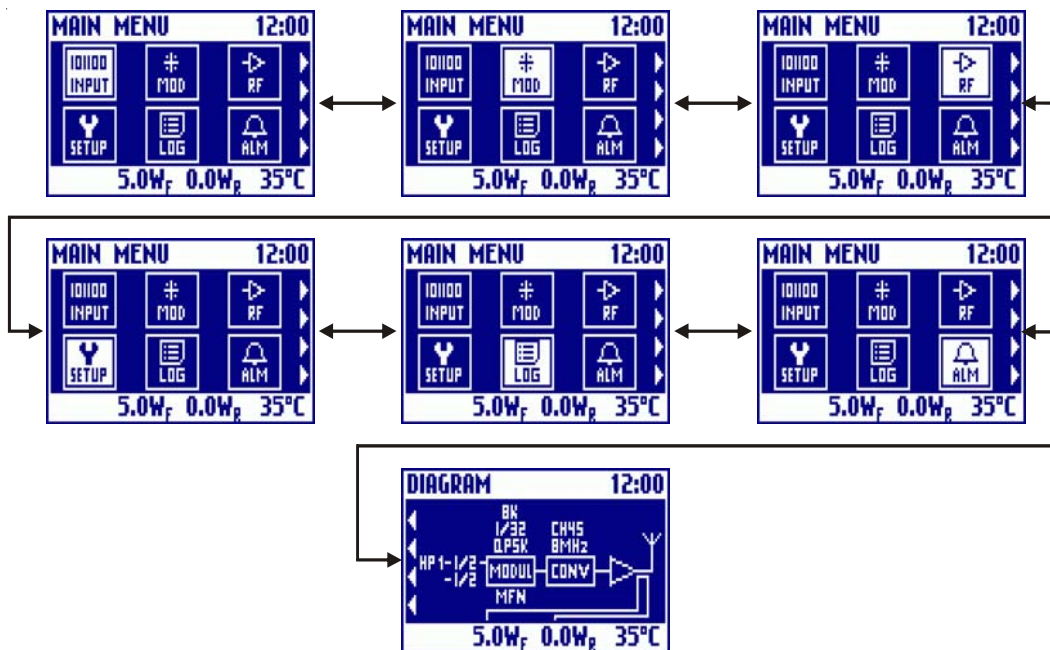 MAIN MENU 12:00
101100 INPUT MOD RF
SETUP LOG ALM
5.0WF 0.0WR 35°C
MAIN MENU 12:00
101100 INPUT MOD RF
SETUP LOG ALM
5.0WF 0.0WR 35°C
MAIN MENU 12:00
101100 INPUT MOD RF
SETUP LOG ALM
5.0WF 0.0WR 35°C
MAIN MENU 12:00
101100 INPUT MOD RF
SETUP LOG ALM
5.0WF 0.0WR 35°C
MAIN MENU 12:00
101100 INPUT MOD RF
SETUP LOG ALM
5.0WF 0.0WR 35°C
MAIN MENU 12:00
101100 INPUT MOD RF
SETUP LOG ALM
5.0WF 0.0WR 35°C
DIAGRAM 12:00
8K
1/32 CH45
QPSK 8MHz
HP 1-1/2 MODUL CONV
-1/2
MFN
5.0WF 0.0WR 35°C